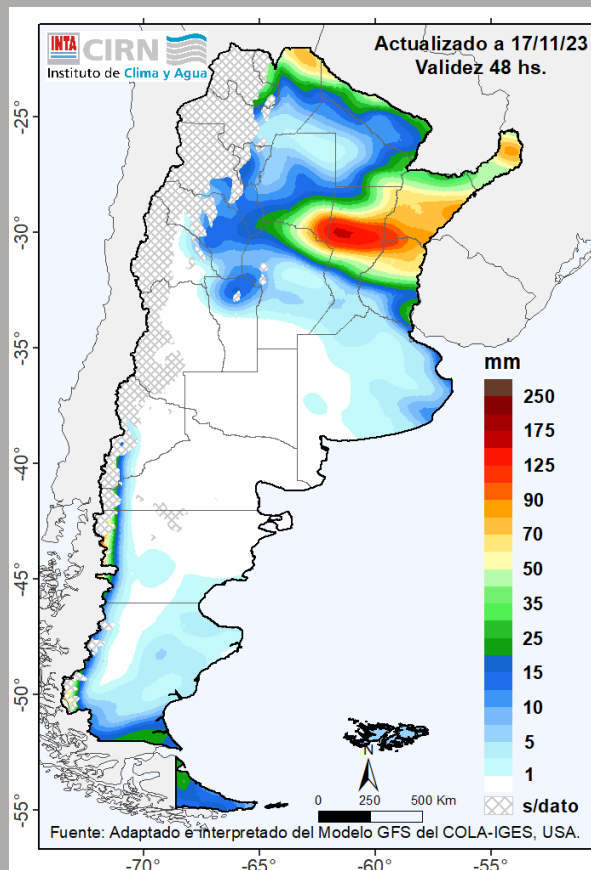 INTA CIRN
Instituto de Clima y Agua
Actualizado a 17/11/23
Validez 48 hs.
-25°
-30°
-35°
-40°
-45°
-50°
-55°
mm
250
175
125
90
70
50
35
25
15
10
5
1
s/dato
N
0 250 500 Km
Fuente: Adaptado e interpretado del Modelo GFS del COLA-IGES, USA.
-70° -65° -60° -55°